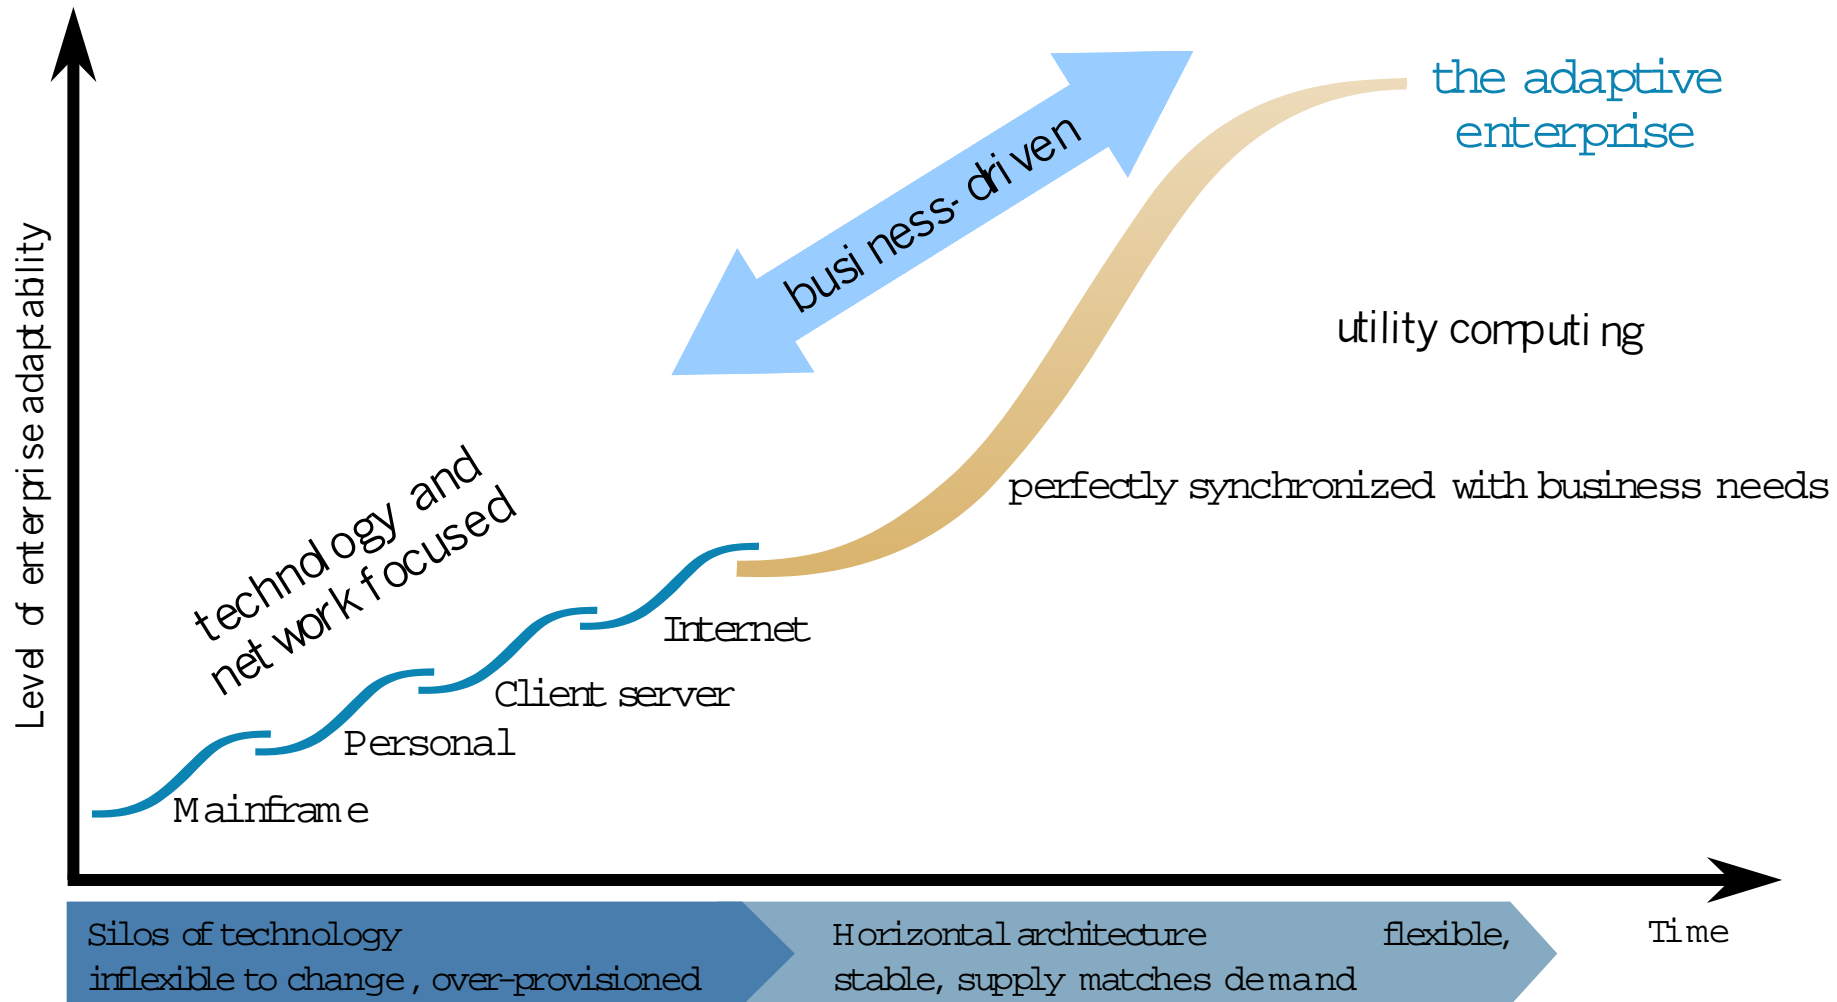 the adaptive
enterprise
business-driven
utility computing
Level of enterprise adaptablity
technology and
network focused
perfectly synchronized with business needs
Internet
Client server
Personal
Mainframe
Silos of technology
inflexible to change, over-provisioned
Horizontal architecture flexible,
stable, supply matches demand
Time